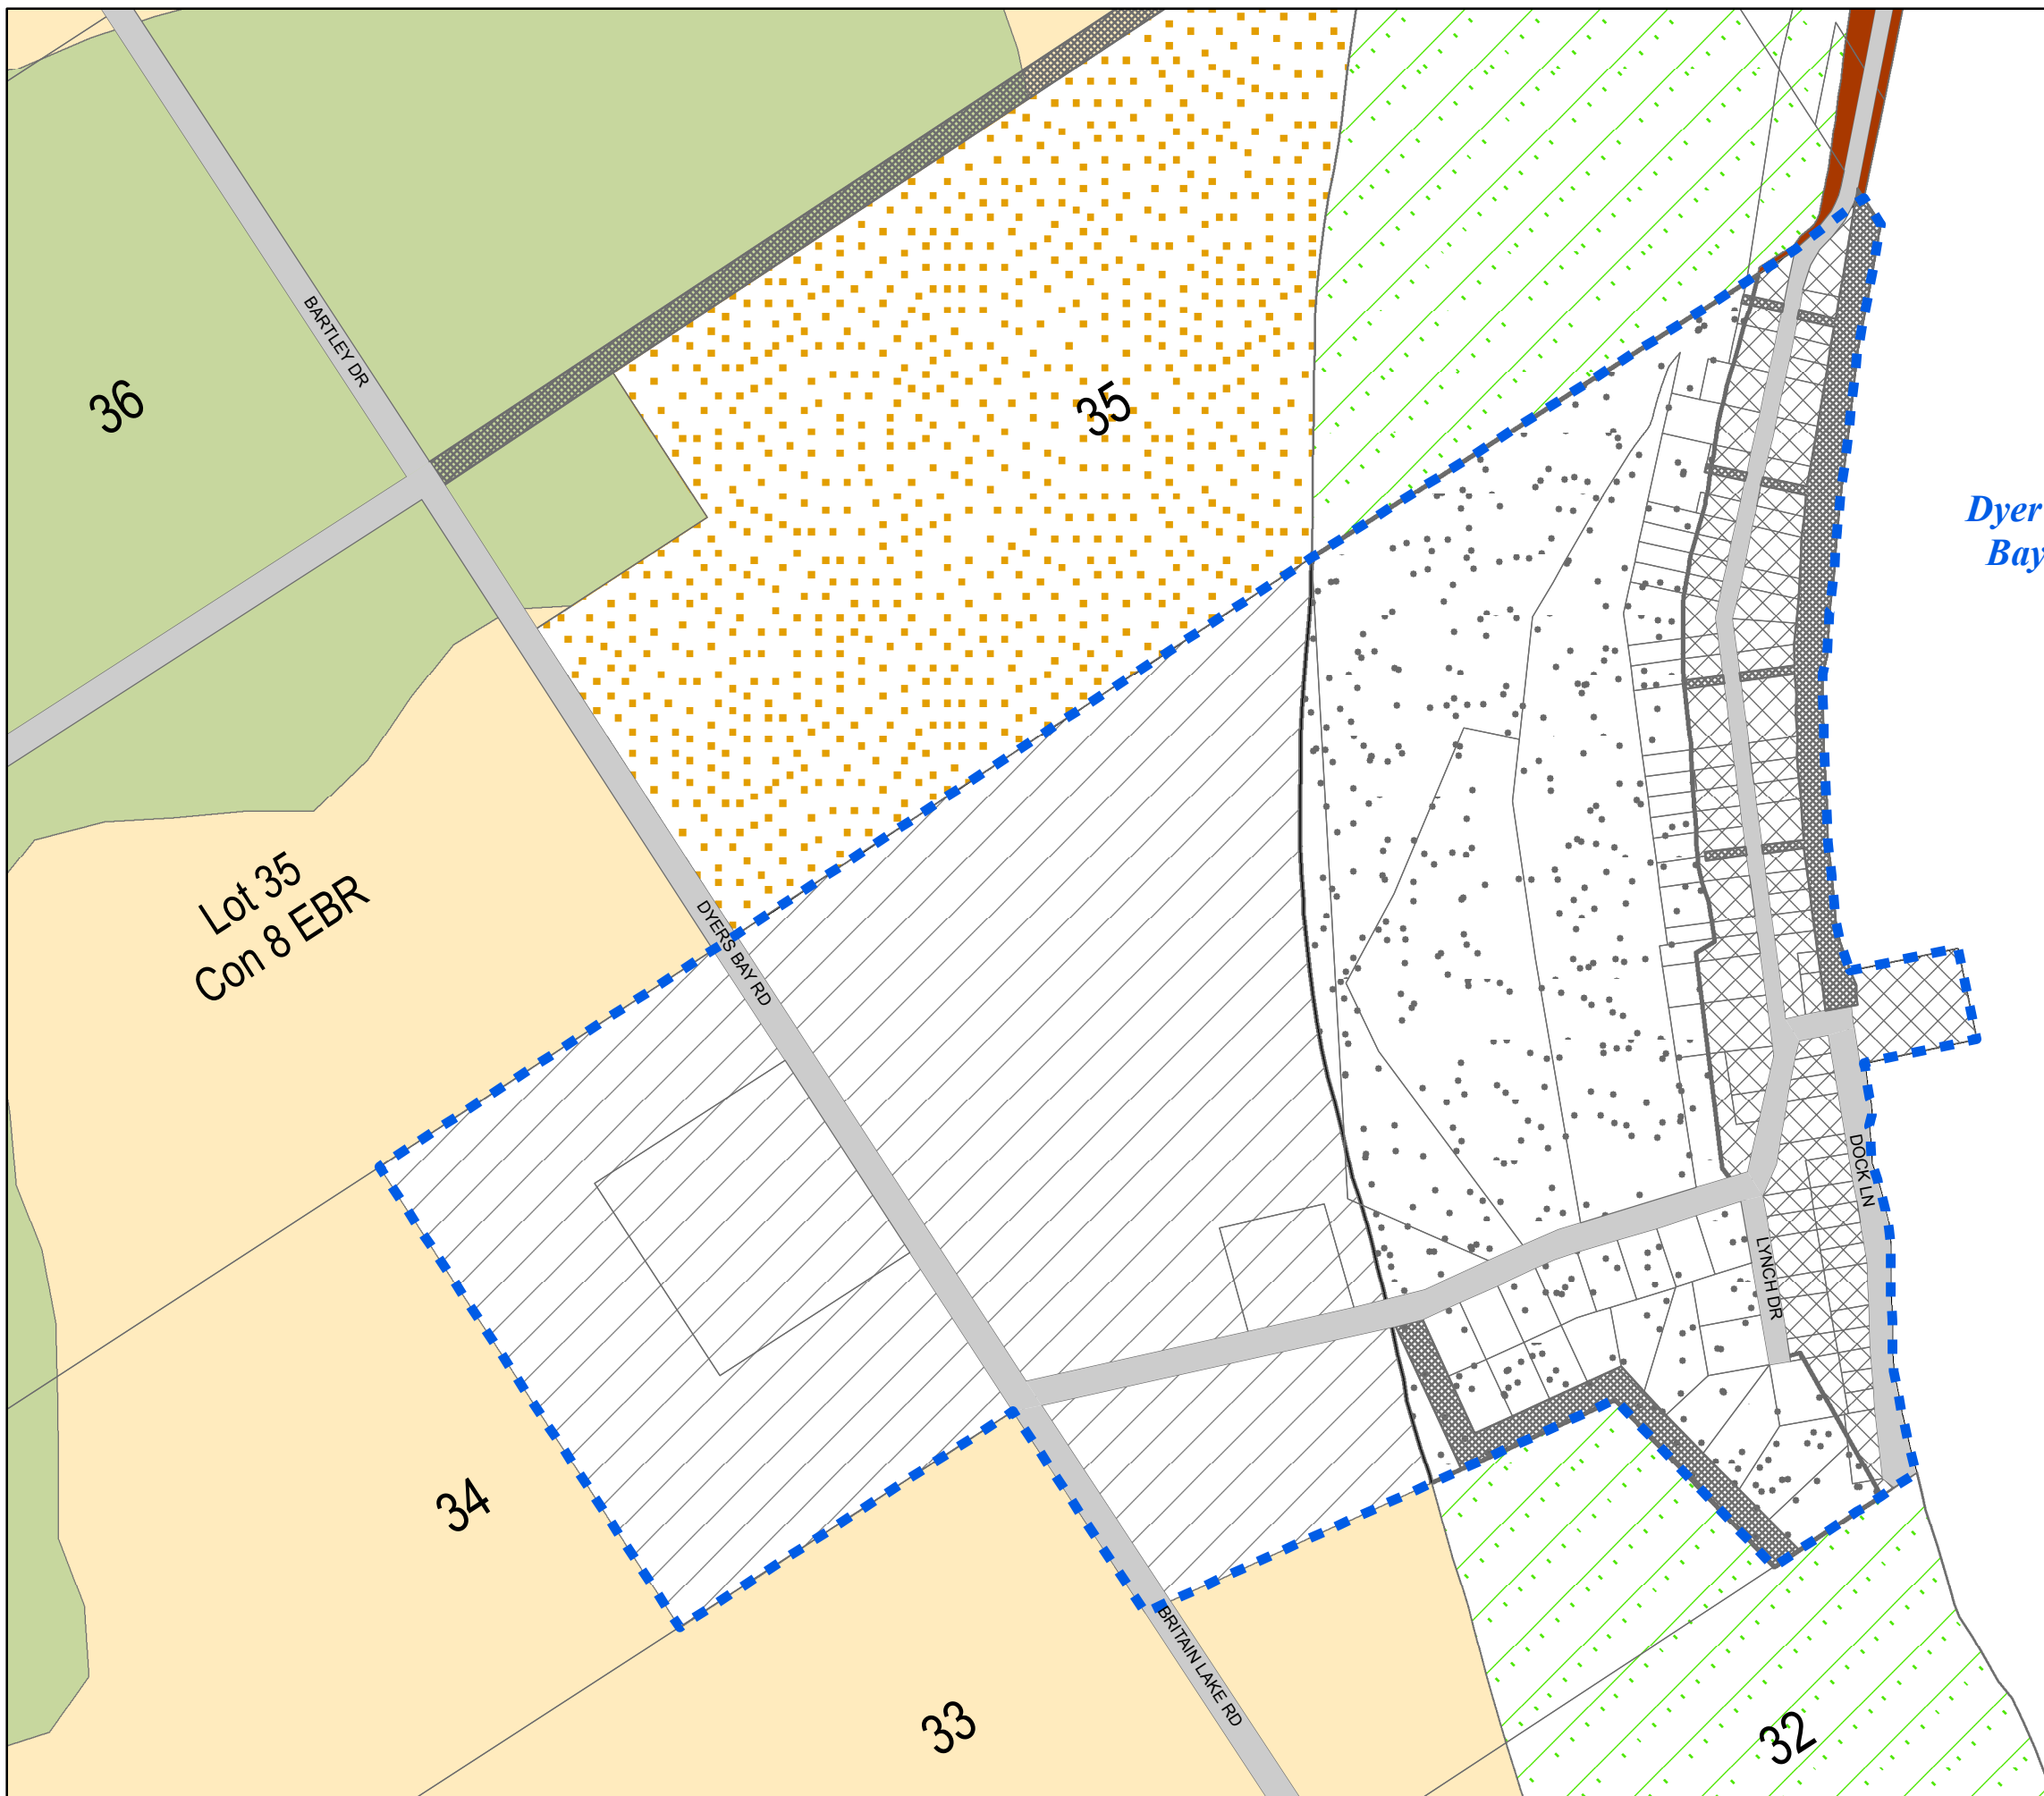 BARTLEY DR
36
35
Dyer
Bay
Lot 35
Con 8 EBR
DYERS BAY RD
DOCK LN
LYNCH DR
34
BRITAIN LAKE RD
33
32